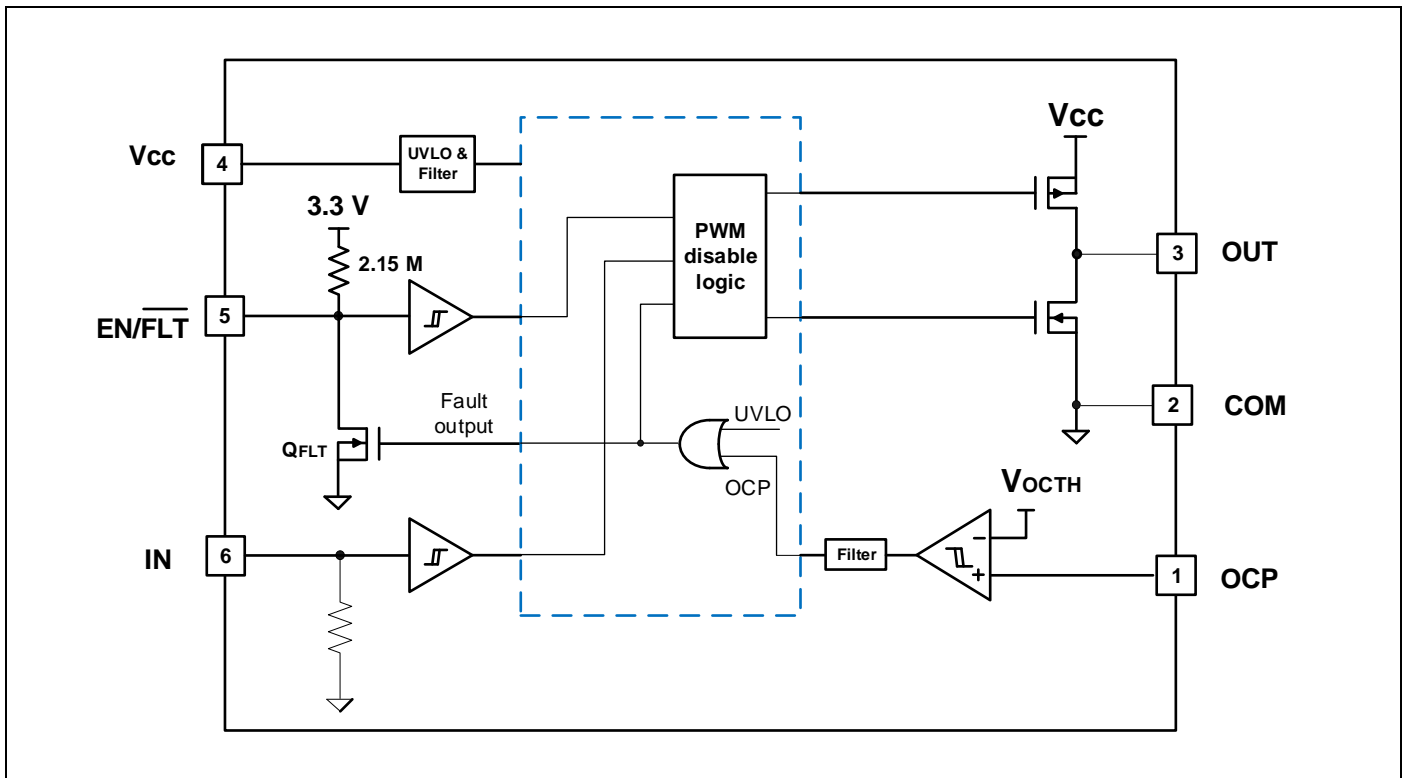 Vcc
4
UVLO &
Filter
3.3 V
2.15 M
EN/FLT
5
Fault
output
QFLT
IN
6
PWM
disable
logic
UVLO
OCP
Filter
Vcc
3
OUT
2
COM
VOCTH
-
+
1
OCP